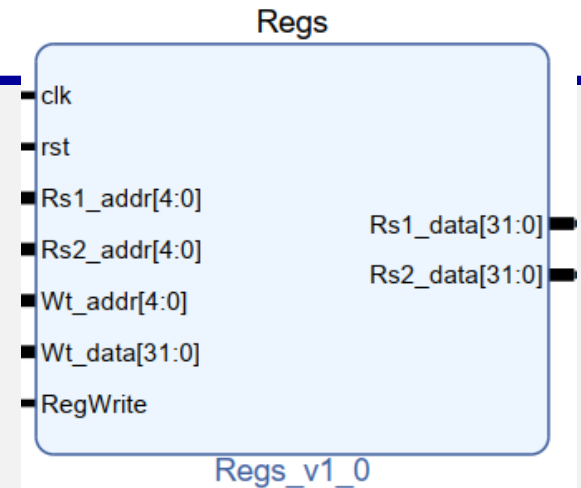 Regs
clk
rst
Rs1_addr[4:0]
Rs2_addr[4:0]
Wt_addr[4:0]
Wt_data[31:0]
RegWrite
Rs1_data[31:0]
Rs2_data[31:0]
Regs_v1_0